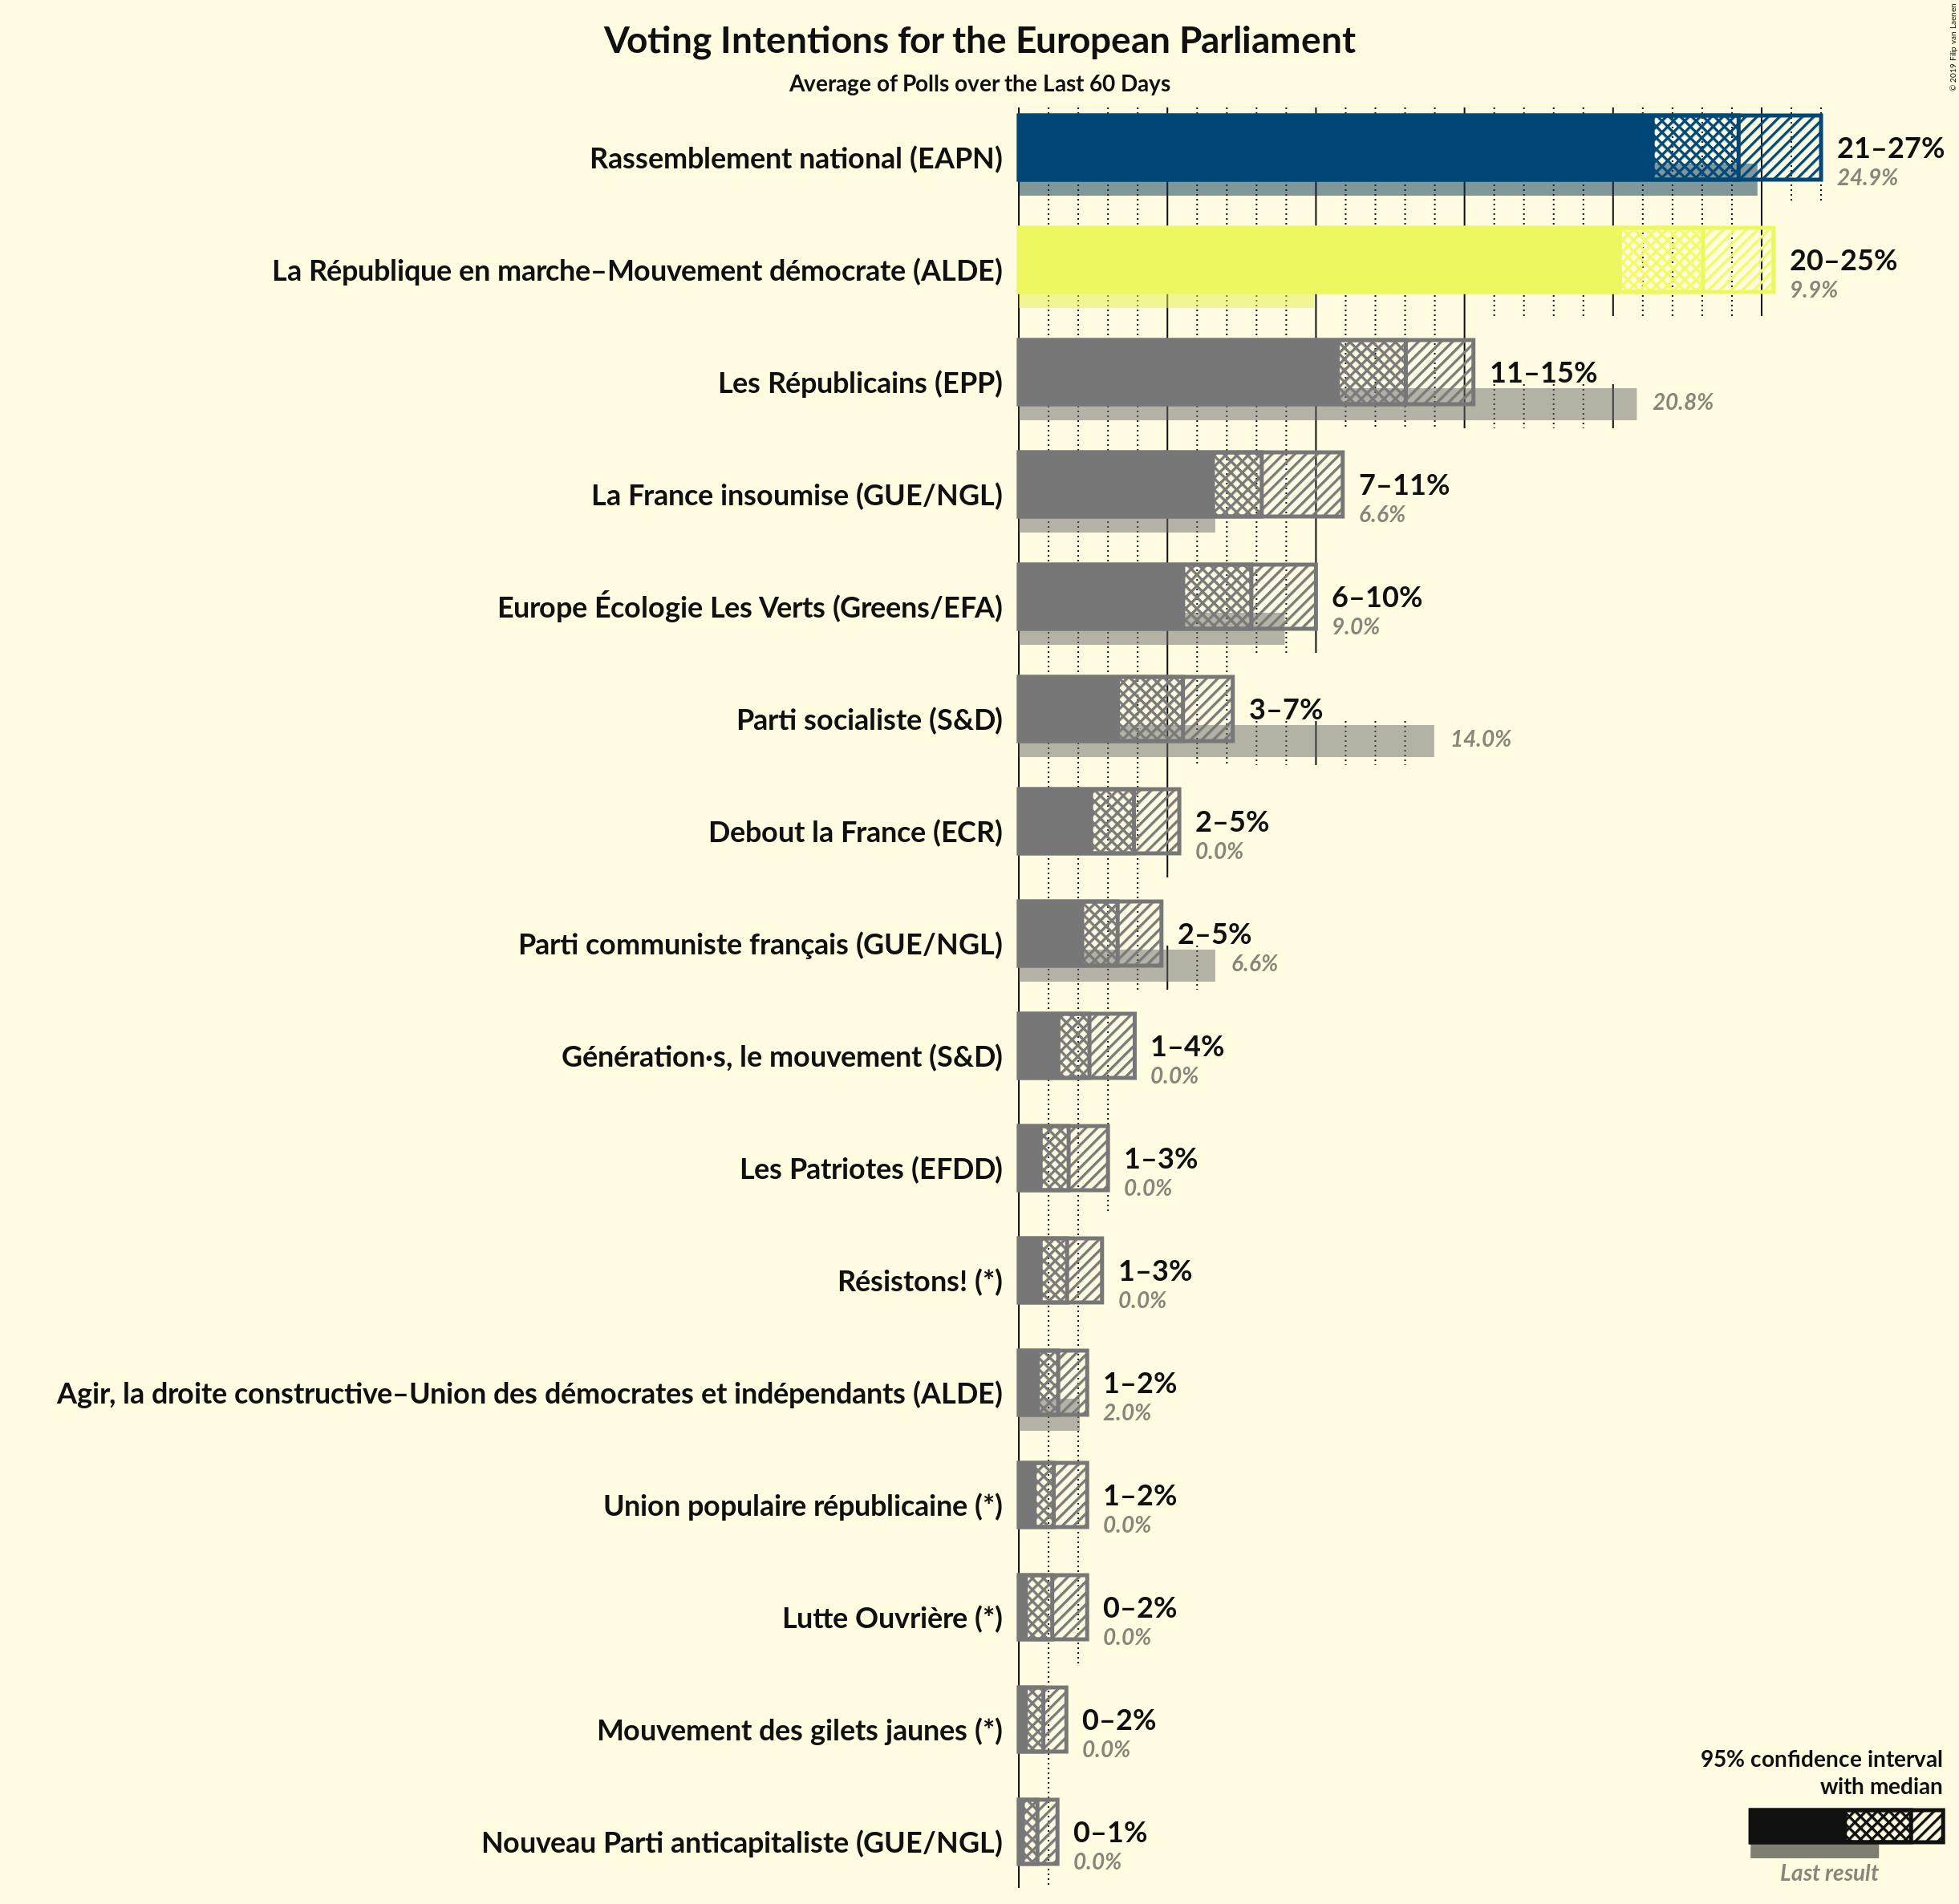 Voting Intentions for the European Parliament
Average of Polls over the Last 60 Days
© 2019 Filip van Laenen
Rassemblement national (EAPN)
21–27%
24.9%
La République en marche–Mouvement démocrate (ALDE)
20–25%
9.9%
Les Républicains (EPP)
11–15%
20.8%
La France insoumise (GUE/NGL)
7–11%
6.6%
Europe Écologie Les Verts (Greens/EFA)
6–10%
9.0%
Parti socialiste (S&D)
3–7%
14.0%
Debout la France (ECR)
2–5%
0.0%
Parti communiste français (GUE/NGL)
2–5%
6.6%
Génération·s, le mouvement (S&D)
1–4%
0.0%
Les Patriotes (EFDD)
1–3%
0.0%
Résistons! (*)
1–3%
0.0%
Agir, la droite constructive–Union des démocrates et indépendants (ALDE)
1–2%
2.0%
Union populaire républicaine (*)
1–2%
0.0%
Lutte Ouvrière (*)
0–2%
0.0%
Mouvement des gilets jaunes (*)
0–2%
0.0%
Nouveau Parti anticapitaliste (GUE/NGL)
0–1%
0.0%
95% confidence interval
with median
Last result